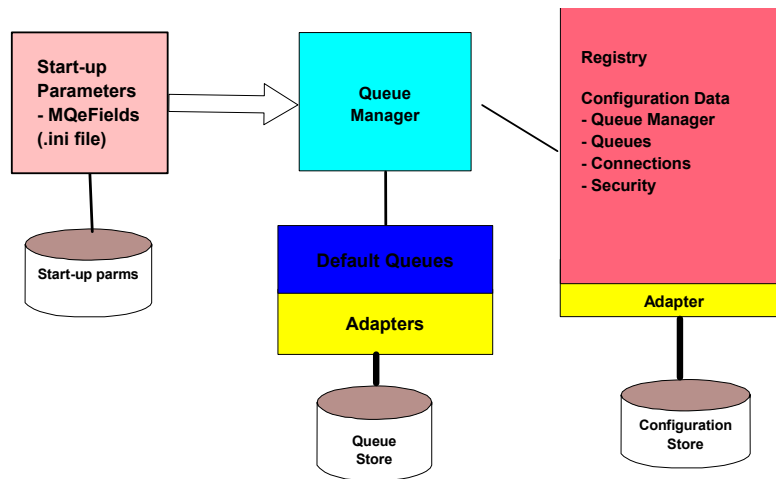 Start-up
Parameters
- MQeFields
(.ini file)
Start-up parms
Queue
Manager
Default Queues
Adapters
Queue
Store
Registry
Configuration Data
- Queue Manager
- Queues
- Connections
- Security
Adapter
Configuration
Store